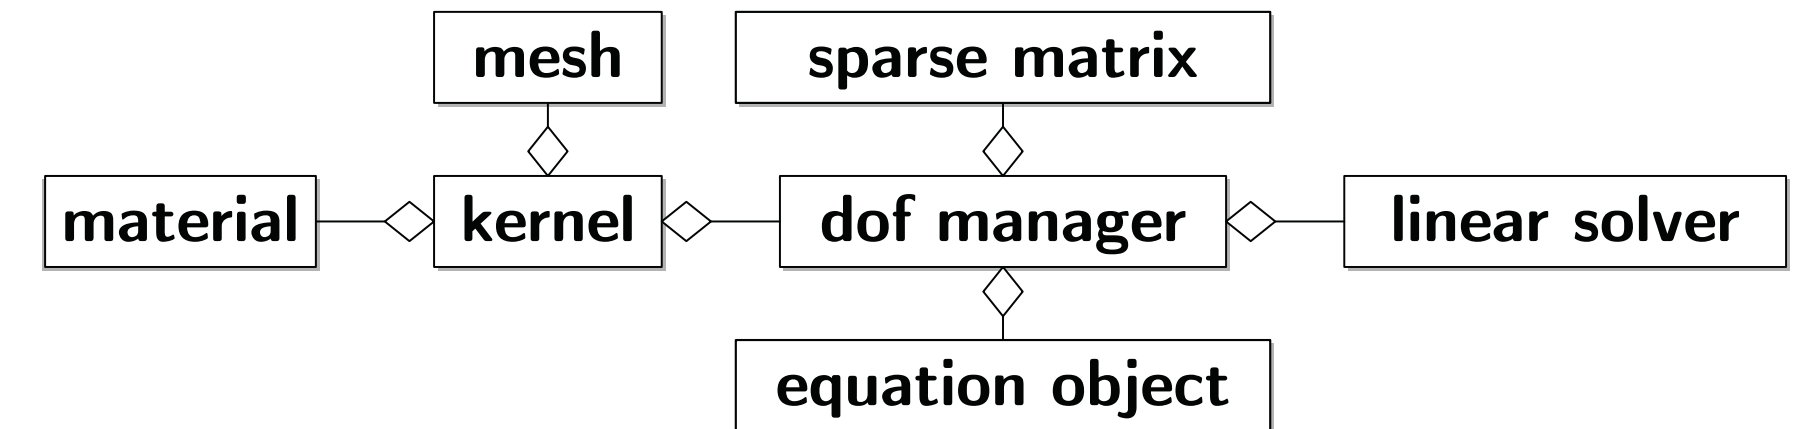 mesh
sparse matrix
material
kernel
dof manager
linear solver
equation object